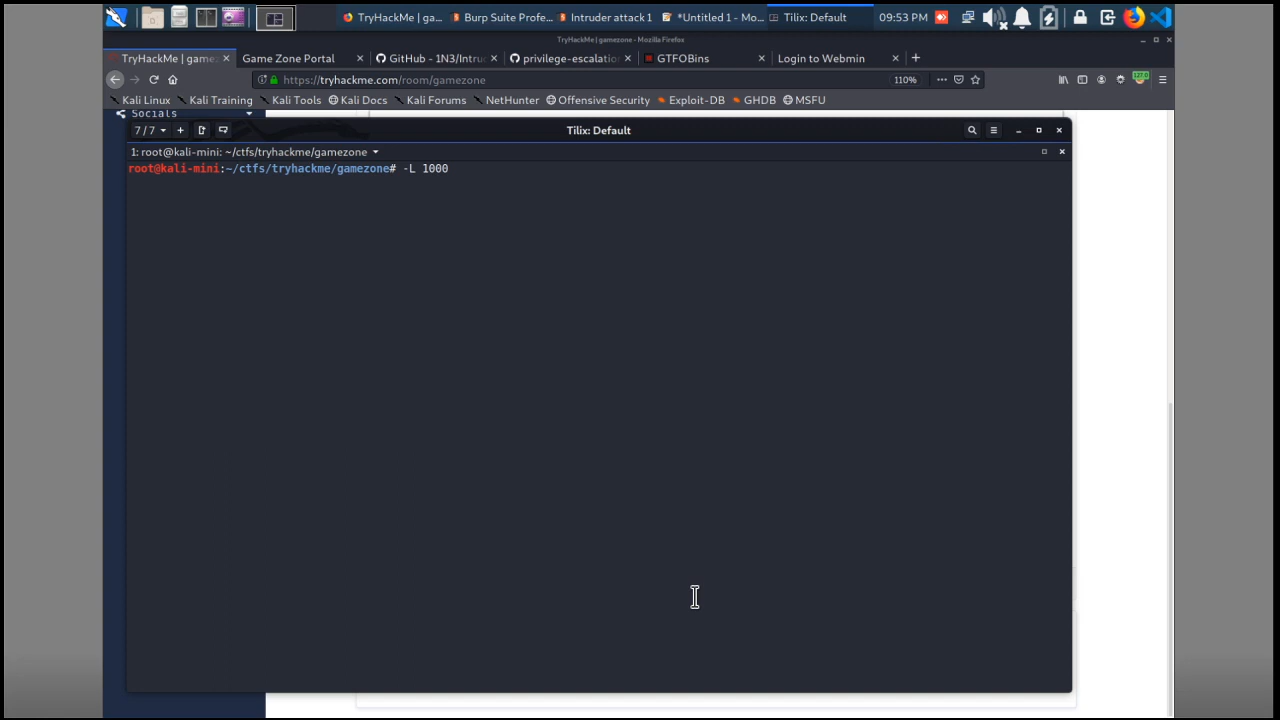 TryHackMe | ga...
Burp Suite Profe...
Intruder attack 1
*Untitled 1 - Mo...
Tilix: Default
09:53 PM
TryHackMe | gamezone - Mozilla Firefox
TryHackMe | game
Game Zone Portal
GitHub - 1N3/Intru
privilege-escalatio
GTFOBins
Login to Webmin
https://tryhackme.com/room/gamezone
110%
Kali Linux
Kali Training
Kali Tools
Kali Docs
Kali Forums
NetHunter
Offensive Security
Exploit-DB
GHDB
MSFU
Socials
7 / 7
Tilix: Default
1: root@kali-mini: ~/ctfs/tryhackme/gamezone
root@kali-mini:~/ctfs/tryhackme/gamezone# -L 1000